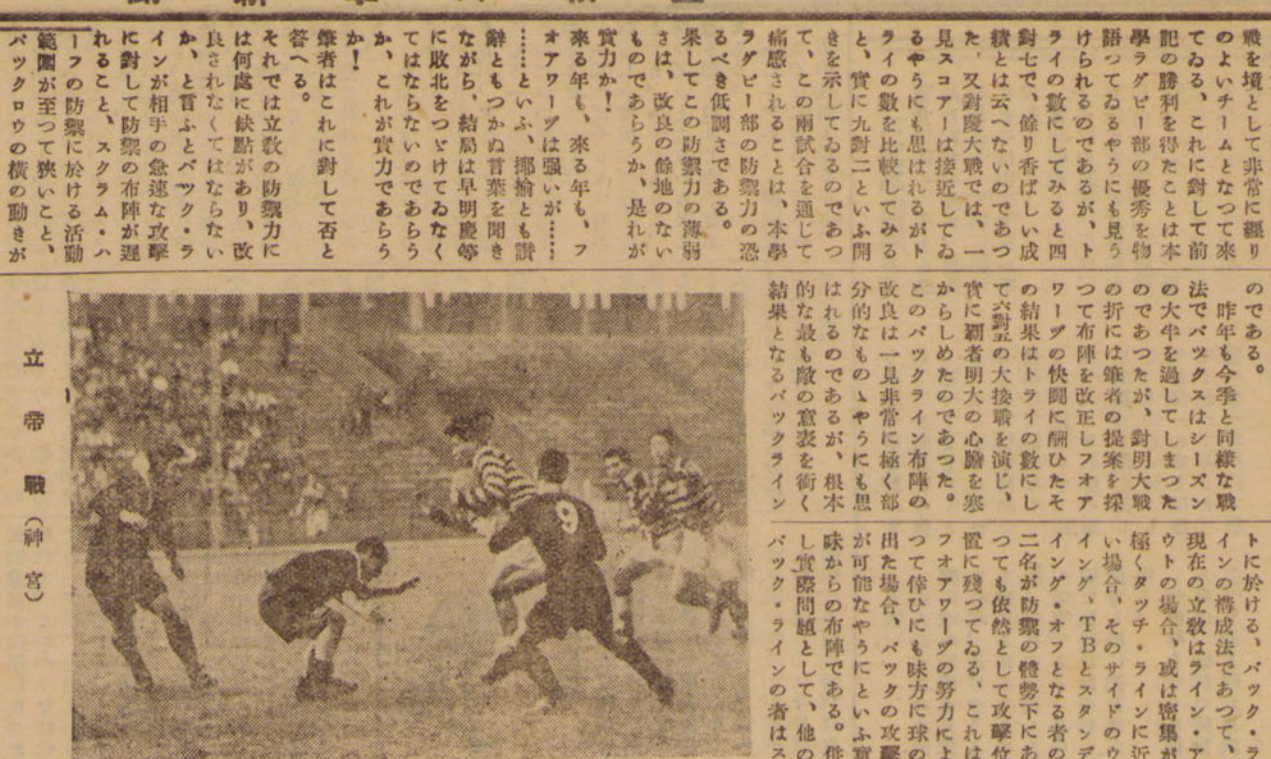 戰を境として非常に纒り
のよいチームとなつて來
てゐる、これに對して前
記の勝利を得たことは本
學ラグビー部の優秀を物
語つてゐるやうにも見う
けられるのであるが、ト
ライの數にしてみると四
對七で、餘り香ばしい成
績とは云へないのであつ
た、又對慶大戰では、一
見スコアーは接近してゐ
るやうにも思はれるがト
ライの數を比較してみる
と、實に九對二といふ開
きを示してゐるのであつ
て、この兩試合を通じて
痛感されることは、本學
ラグビー部の防禦力の恐
るべき低調さである。
果してこの防禦力の薄弱
さは、改良の餘地のない
ものであらうか、是れが
實力か！
來る年も、來る年も、フ
オアワーヅは强いが……
……といふ、揶揄とも讃
辭ともつかぬ言葉を聞き
ながら、結局は早明慶等
に敗北をつゞけてゐなく
てはならないのであらう
か、これが實力であらう
か！
筆者はこれに對して否と
答へる。
それでは立敎の防禦力に
は何處に缺點があり、改
良されなくてはならない
か、と言ふとバツク・ラ
インが相手の急速な攻擊
に對して防禦の布陣が遲
れること、スクラム・ハ
ーフの防禦に於ける活動
範圍が至つて狹いこと、
バツクロウの橫の動きが
のである。
昨年も今季と同樣な戰
法でバツクスはシーズン
の大半を過してしまつた
のであつたが、對明大戰
の折には筆者の提案を採
つて布陣を改正しフオア
ワーヅの快鬪に酬ひたそ
の結果はトライの數にし
て六對五の大接戰を演じ、
實に覇者明大の心膽を寒
からしめたのであつた。
このバツクライン布陣の
改良は一見非常に極く部
分的なものゝやうにも思
はれるのであるが、根本
的な最も敵の意表を衝く
結果となるバツクライン
トに於ける、バツク・ラ
インの構成法であつて、
現在の立敎はライン・ア
ウトの場合、或は密集が
極くタツチ・ラインに近
い場合、そのサイドのウ
イング、TBとスタンデ
イング・オフとなる者の
二名が防禦の體勢下にあ
つても依然として攻擊位
置に殘つてゐる、これは
フオアワーヅの努力によ
つて倖ひにも味方に球の
出た場合、バツクの攻擊
が可能なやうにといふ意
味からの布陣である。併
し實際問題として、他の
バツク・ラインの者はス
立帝戰（神宮）
9